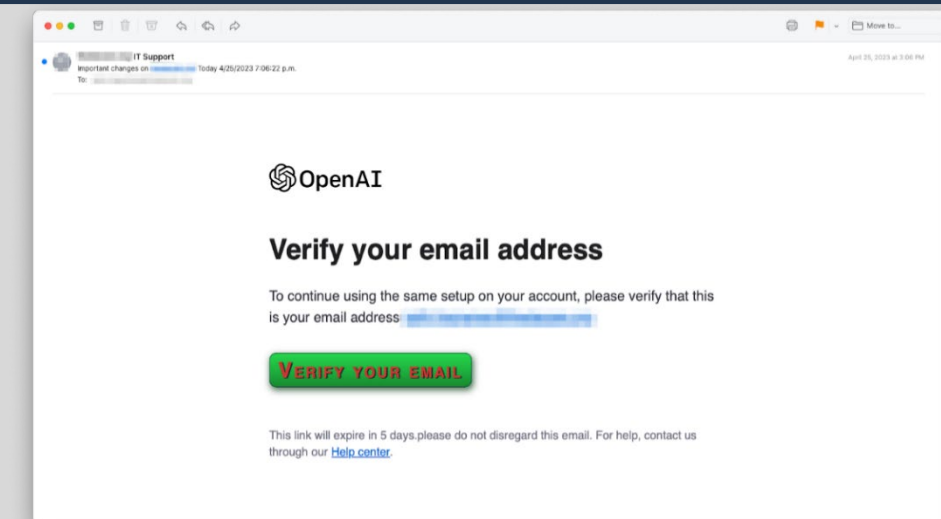 Move to...
IT Support
April 25, 2023 at 3:06 PM
Important changes on Today 4/25/2023 7:06:22 p.m.
To:
OpenAI
Verify your email address
To continue using the same setup on your account, please verify that this
is your email address
VERIFY YOUR EMAIL
This link will expire in 5 days.please do not disregard this email. For help, contact us
through our Help center.